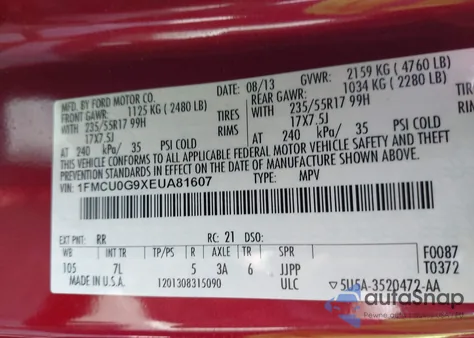 MFD. BY FORD MOTOR CO.
DATE: 08/13 GVWR: 2159 KG ( 4760 LB)
FRONT GAWR: 1125 KG ( 2480 LB) REAR GAWR: 1034 KG ( 2280 LB)
WITH 235/55R17 99H TIRES WITH 235/55R17 99H
17X7.5J RIMS 17X7.5J
AT 240 kPa/ 35 PSI COLD AT 240 kPa/ 35 PSI COLD
THIS VEHICLE CONFORMS TO ALL APPLICABLE FEDERAL MOTOR VEHICLE SAFETY AND THEFT
PREVENTION STANDARDS IN EFFECT ON THE DATE OF MANUFACTURE SHOWN ABOVE.
VIN: 1FMCU0G9XEUA81607
TYPE: MPV
EXT PNT: RR RC: 21 DSO:
WB INT TR TP/PS R AXLE TR SPR
105 7L 5 3A 6 JJPP
MADE IN U.S.A. 1201308315090 ULC
F0087
T0372
▽5U5A-3520472-AA
autoSnap